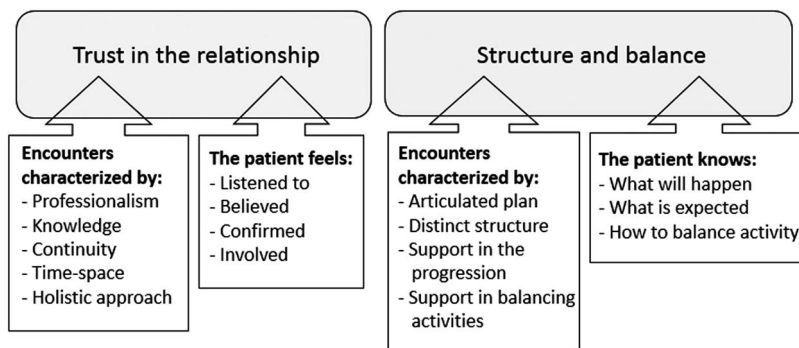 Trust in the relationship
Structure and balance
Encounters
characterized by:
- Professionalism
- Knowledge
- Continuity
- Time-space
- Holistic approach
The patient feels:
- Listened to
- Believed
- Confirmed
- Involved
Encounters
characterized by:
- Articulated plan
- Distinct structure
- Support in the
progression
- Support in balancing
activities
The patient knows:
- What will happen
- What is expected
- How to balance activity